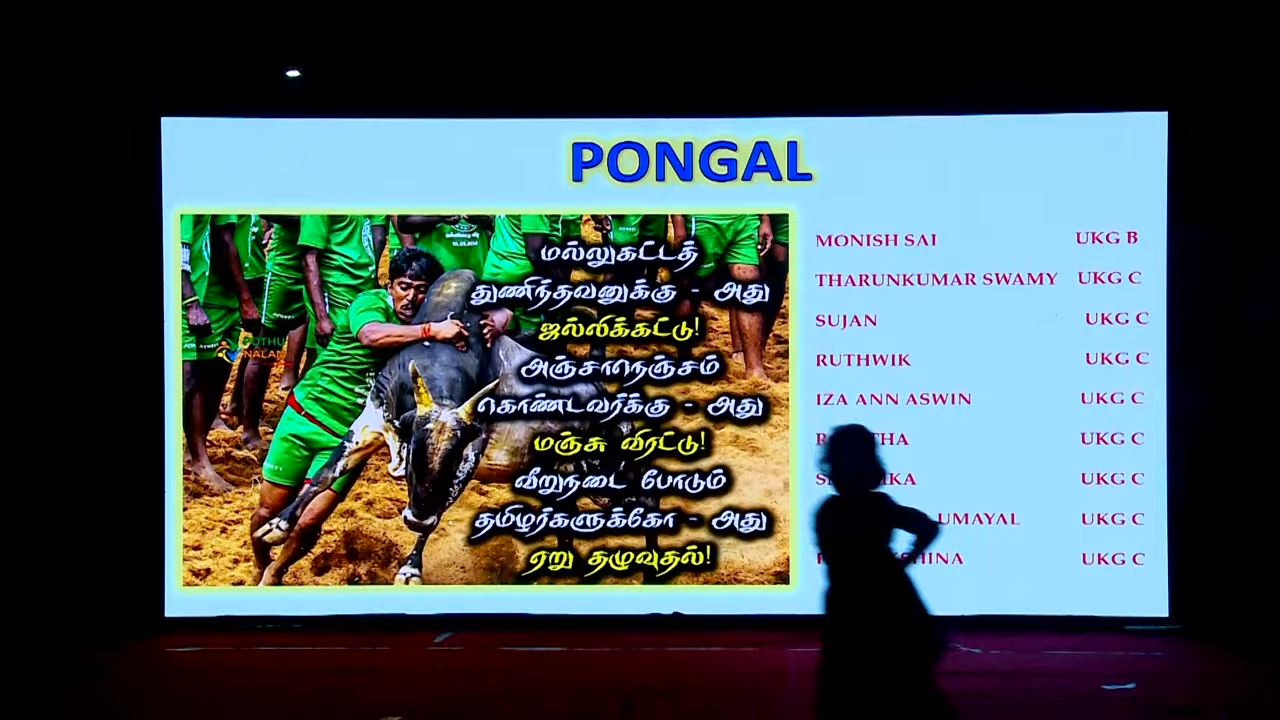 PONGAL
மல்லுகட்டத்
துணிந்தவனுக்கு - அது
ஜல்லிக்கட்டு!
அஞ்சாநெஞ்சம்
கொண்டவர்க்கு - அது
மஞ்சு விரட்டு!
வீறுநடை போடும்
தமிழர்களுக்கோ - அது
ஏறு தழுவுதல்!
POTHU
NALAM
MONISH SAI UKG B
THARUNKUMAR SWAMY UKG C
SUJAN UKG C
RUTHWIK UKG C
IZA ANN ASWIN UKG C
UKG C
UKG C
UMAYAL UKG C
UKG C